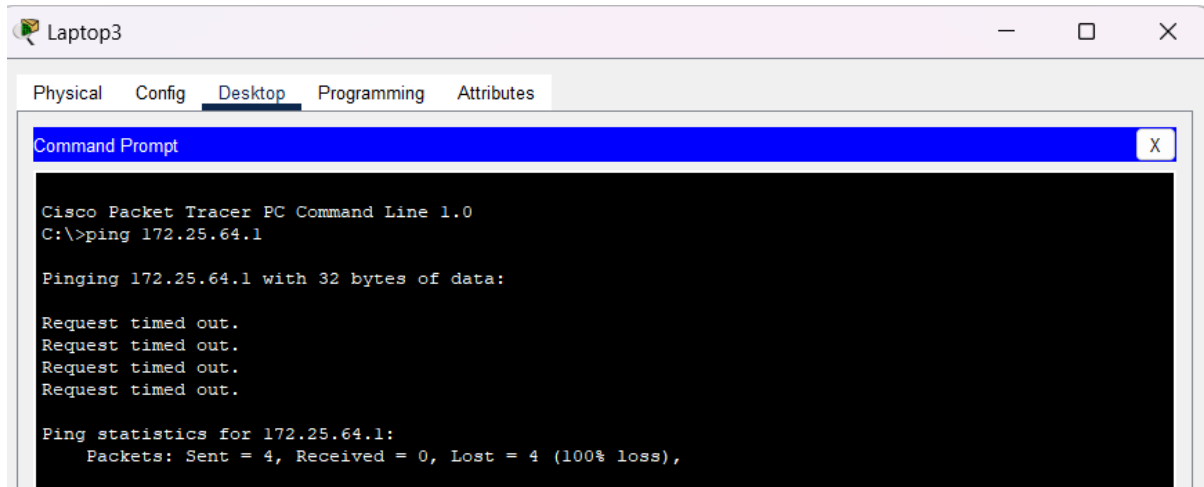 Laptop3
Physical Config Desktop Programming Attributes
Command Prompt X
Cisco Packet Tracer PC Command Line 1.0
C:\>ping 172.25.64.1
Pinging 172.25.64.1 with 32 bytes of data:
Request timed out.
Request timed out.
Request timed out.
Request timed out.
Ping statistics for 172.25.64.1:
Packets: Sent = 4, Received = 0, Lost = 4 (100% loss),